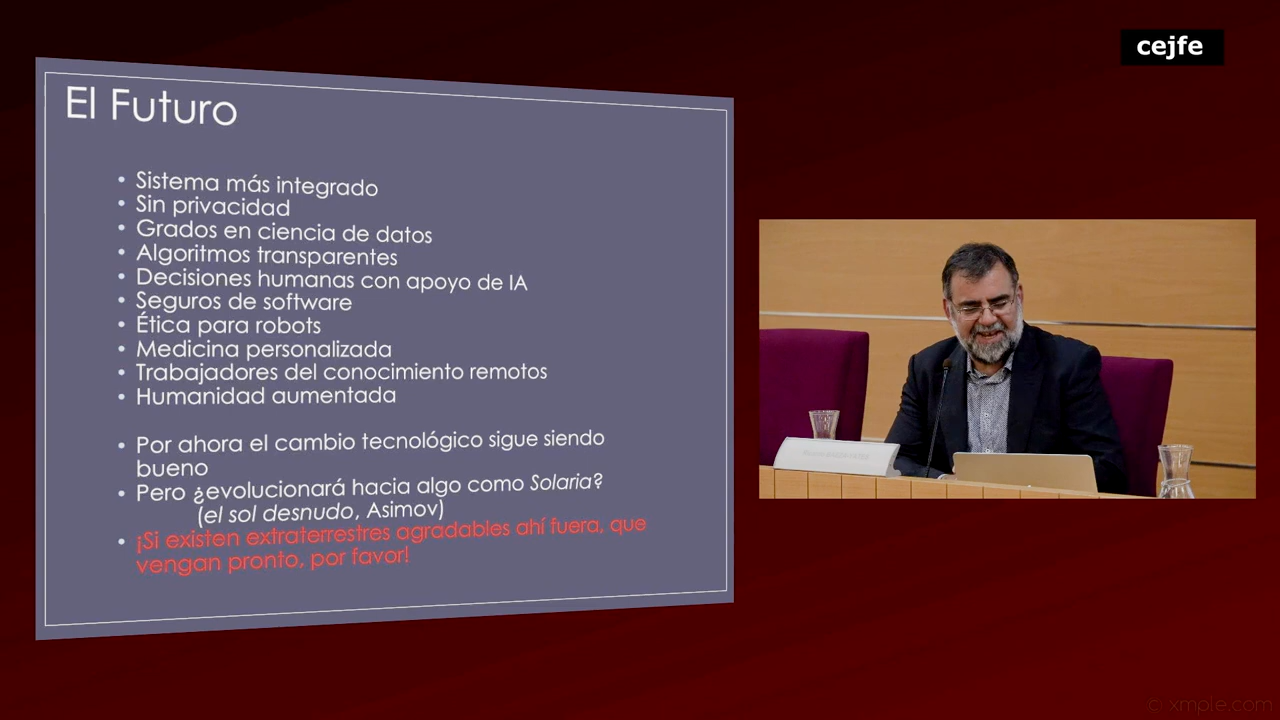 cejfe
El Futuro
• Sistema más integrado
• Sin privacidad
• Grados en ciencia de datos
• Algoritmos transparentes
• Decisiones humanas con apoyo de IA
• Seguros de software
• Ética para robots
• Medicina personalizada
• Trabajadores del conocimiento remotos
• Humanidad aumentada
• Por ahora el cambio tecnológico sigue siendo
bueno
• Pero ¿evolucionará hacia algo como Solaria?
(el sol desnudo, Asimov)
• ¡Si existen extraterrestres agradables ahí fuera, que
vengan pronto, por favor!
© xmple.com